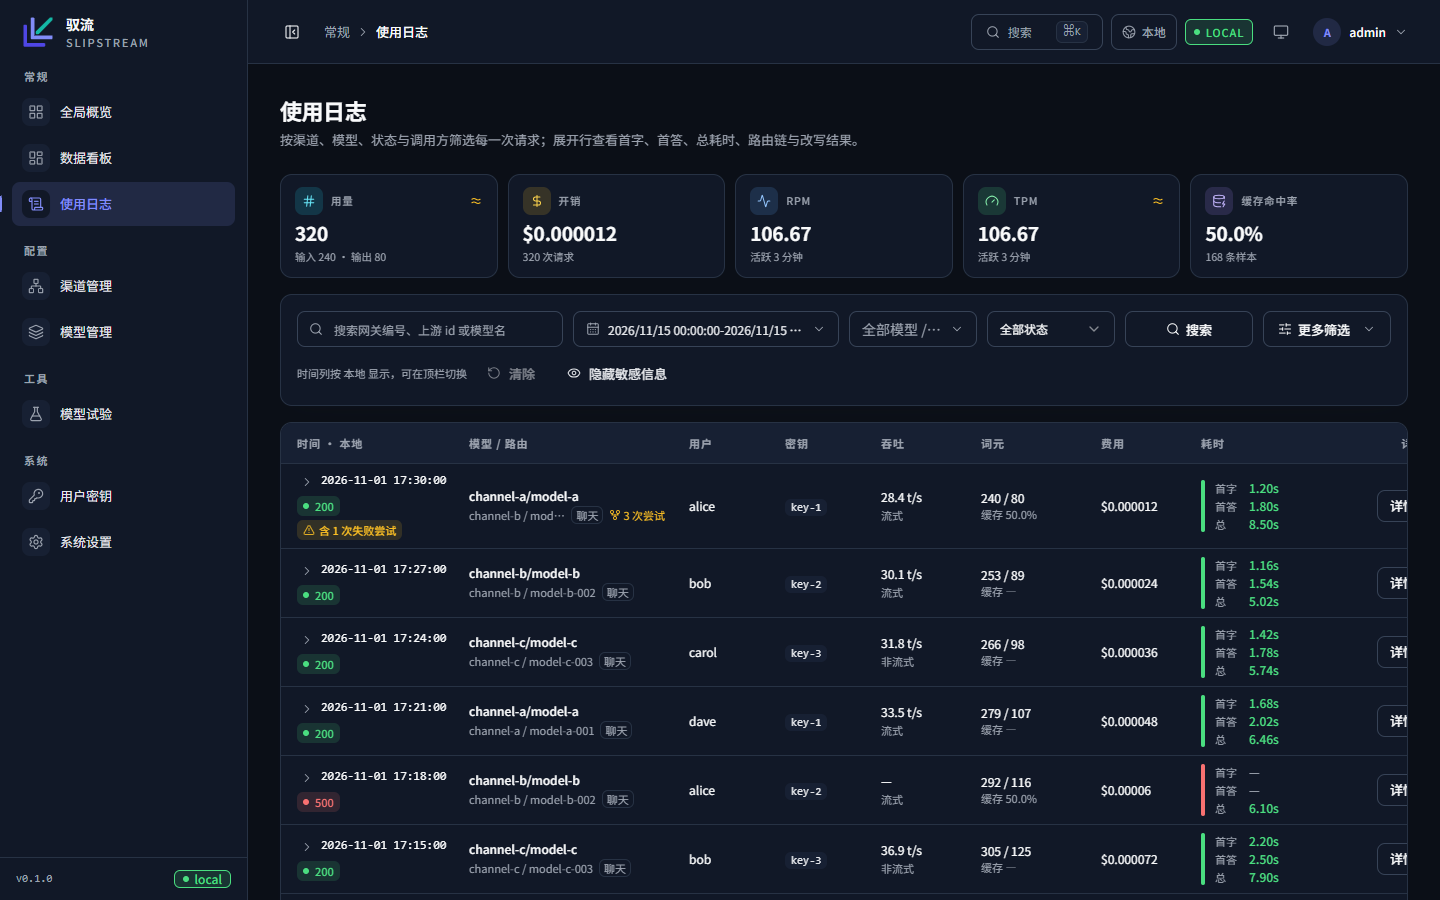 驭流
SLIPSTREAM
常规
全局概览
数据看板
使用日志
配置
渠道管理
模型管理
工具
模型试验
系统
用户密钥
系统设置
v0.1.0
local
常规 > 使用日志
搜索 ⌘K
本地
LOCAL
A admin
使用日志
按渠道、模型、状态与调用方筛选每一次请求；展开行查看首字、首答、总耗时、路由链与改写结果。
用量 ≈
320
输入 240 · 输出 80
开销
$0.000012
320 次请求
RPM
106.67
活跃 3 分钟
TPM ≈
106.67
活跃 3 分钟
缓存命中率
50.0%
168 条样本
搜索网关编号、上游 id 或模型名
2026/11/15 00:00:00-2026/11/15 ···
全部模型 /···
全部状态
搜索
更多筛选
时间列按 本地 显示，可在顶栏切换
清除
隐藏敏感信息
时间 · 本地 模型 / 路由 用户 密钥 吞吐 词元 费用 耗时
2026-11-01 17:30:00
200
含 1 次失败尝试
channel-a/model-a
channel-b / mod··· 聊天 3 次尝试
alice
key-1
28.4 t/s
流式
240 / 80
缓存 50.0%
$0.000012
首字 1.20s
首答 1.80s
总 8.50s
2026-11-01 17:27:00
200
channel-b/model-b
channel-b / model-b-002 聊天
bob
key-2
30.1 t/s
流式
253 / 89
缓存 —
$0.000024
首字 1.16s
首答 1.54s
总 5.02s
2026-11-01 17:24:00
200
channel-c/model-c
channel-c / model-c-003 聊天
carol
key-3
31.8 t/s
非流式
266 / 98
缓存 —
$0.000036
首字 1.42s
首答 1.78s
总 5.74s
2026-11-01 17:21:00
200
channel-a/model-a
channel-a / model-a-001 聊天
dave
key-1
33.5 t/s
流式
279 / 107
缓存 —
$0.000048
首字 1.68s
首答 2.02s
总 6.46s
2026-11-01 17:18:00
500
channel-b/model-b
channel-b / model-b-002 聊天
alice
key-2
—
流式
292 / 116
缓存 50.0%
$0.00006
首字 —
首答 —
总 6.10s
2026-11-01 17:15:00
200
channel-c/model-c
channel-c / model-c-003 聊天
bob
key-3
36.9 t/s
非流式
305 / 125
缓存 —
$0.000072
首字 2.20s
首答 2.50s
总 7.90s